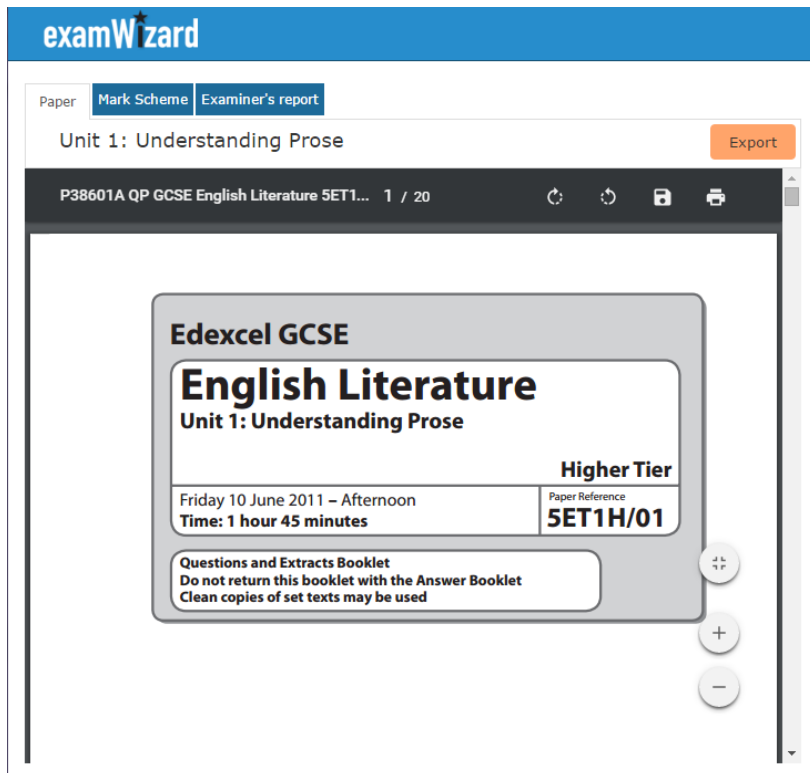 examWizard
Paper Mark Scheme Examiner's report
Unit 1: Understanding Prose Export
P38601A QP GCSE English Literature 5ET1... 1 / 20
Edexcel GCSE
English Literature
Unit 1: Understanding Prose
Higher Tier
Friday 10 June 2011 – Afternoon
Time: 1 hour 45 minutes
Paper Reference
5ET1H/01
Questions and Extracts Booklet
Do not return this booklet with the Answer Booklet
Clean copies of set texts may be used